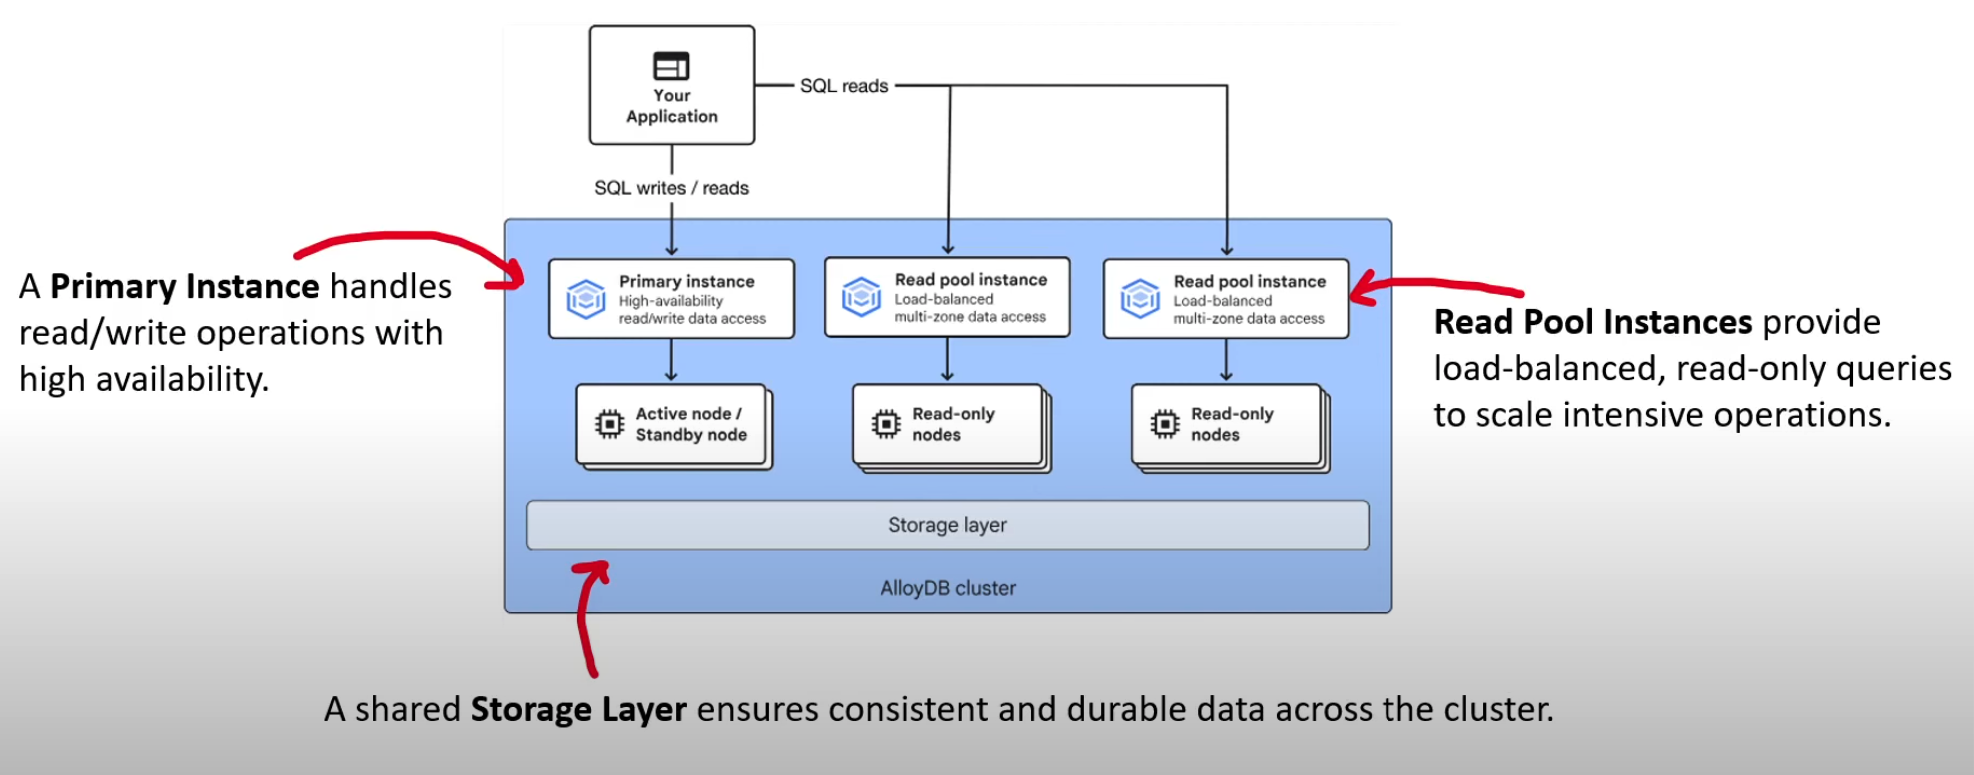 Your
Application
SQL reads
SQL writes / reads
A Primary Instance handles
read/write operations with
high availability.
Primary instance
High-availability
read/write data access
Read pool instance
Load-balanced
multi-zone data access
Read pool instance
Load-balanced
multi-zone data access
Read Pool Instances provide
load-balanced, read-only queries
to scale intensive operations.
Active node /
Standby node
Read-only
nodes
Read-only
nodes
Storage layer
AlloyDB cluster
A shared Storage Layer ensures consistent and durable data across the cluster.